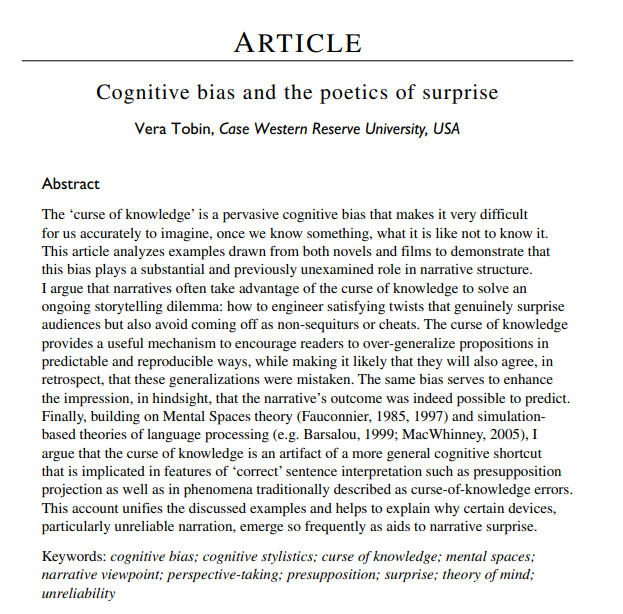 ARTICLE
Cognitive bias and the poetics of surprise
Vera Tobin, Case Western Reserve University, USA
Abstract
The ‘curse of knowledge’ is a pervasive cognitive bias that makes it very difficult
for us accurately to imagine, once we know something, what it is like not to know it.
This article analyzes examples drawn from both novels and films to demonstrate that
this bias plays a substantial and previously unexamined role in narrative structure.
I argue that narratives often take advantage of the curse of knowledge to solve an
ongoing storytelling dilemma: how to engineer satisfying twists that genuinely surprise
audiences but also avoid coming off as non-sequiturs or cheats. The curse of knowledge
provides a useful mechanism to encourage readers to over-generalize propositions in
predictable and reproducible ways, while making it likely that they will also agree, in
retrospect, that these generalizations were mistaken. The same bias serves to enhance
the impression, in hindsight, that the narrative’s outcome was indeed possible to predict.
Finally, building on Mental Spaces theory (Fauconnier, 1985, 1997) and simulation-
based theories of language processing (e.g. Barsalou, 1999; MacWhinney, 2005), I
argue that the curse of knowledge is an artifact of a more general cognitive shortcut
that is implicated in features of ‘correct’ sentence interpretation such as presupposition
projection as well as in phenomena traditionally described as curse-of-knowledge errors.
This account unifies the discussed examples and helps to explain why certain devices,
particularly unreliable narration, emerge so frequently as aids to narrative surprise.
Keywords: cognitive bias; cognitive stylistics; curse of knowledge; mental spaces;
narrative viewpoint; perspective-taking; presupposition; surprise; theory of mind;
unreliability